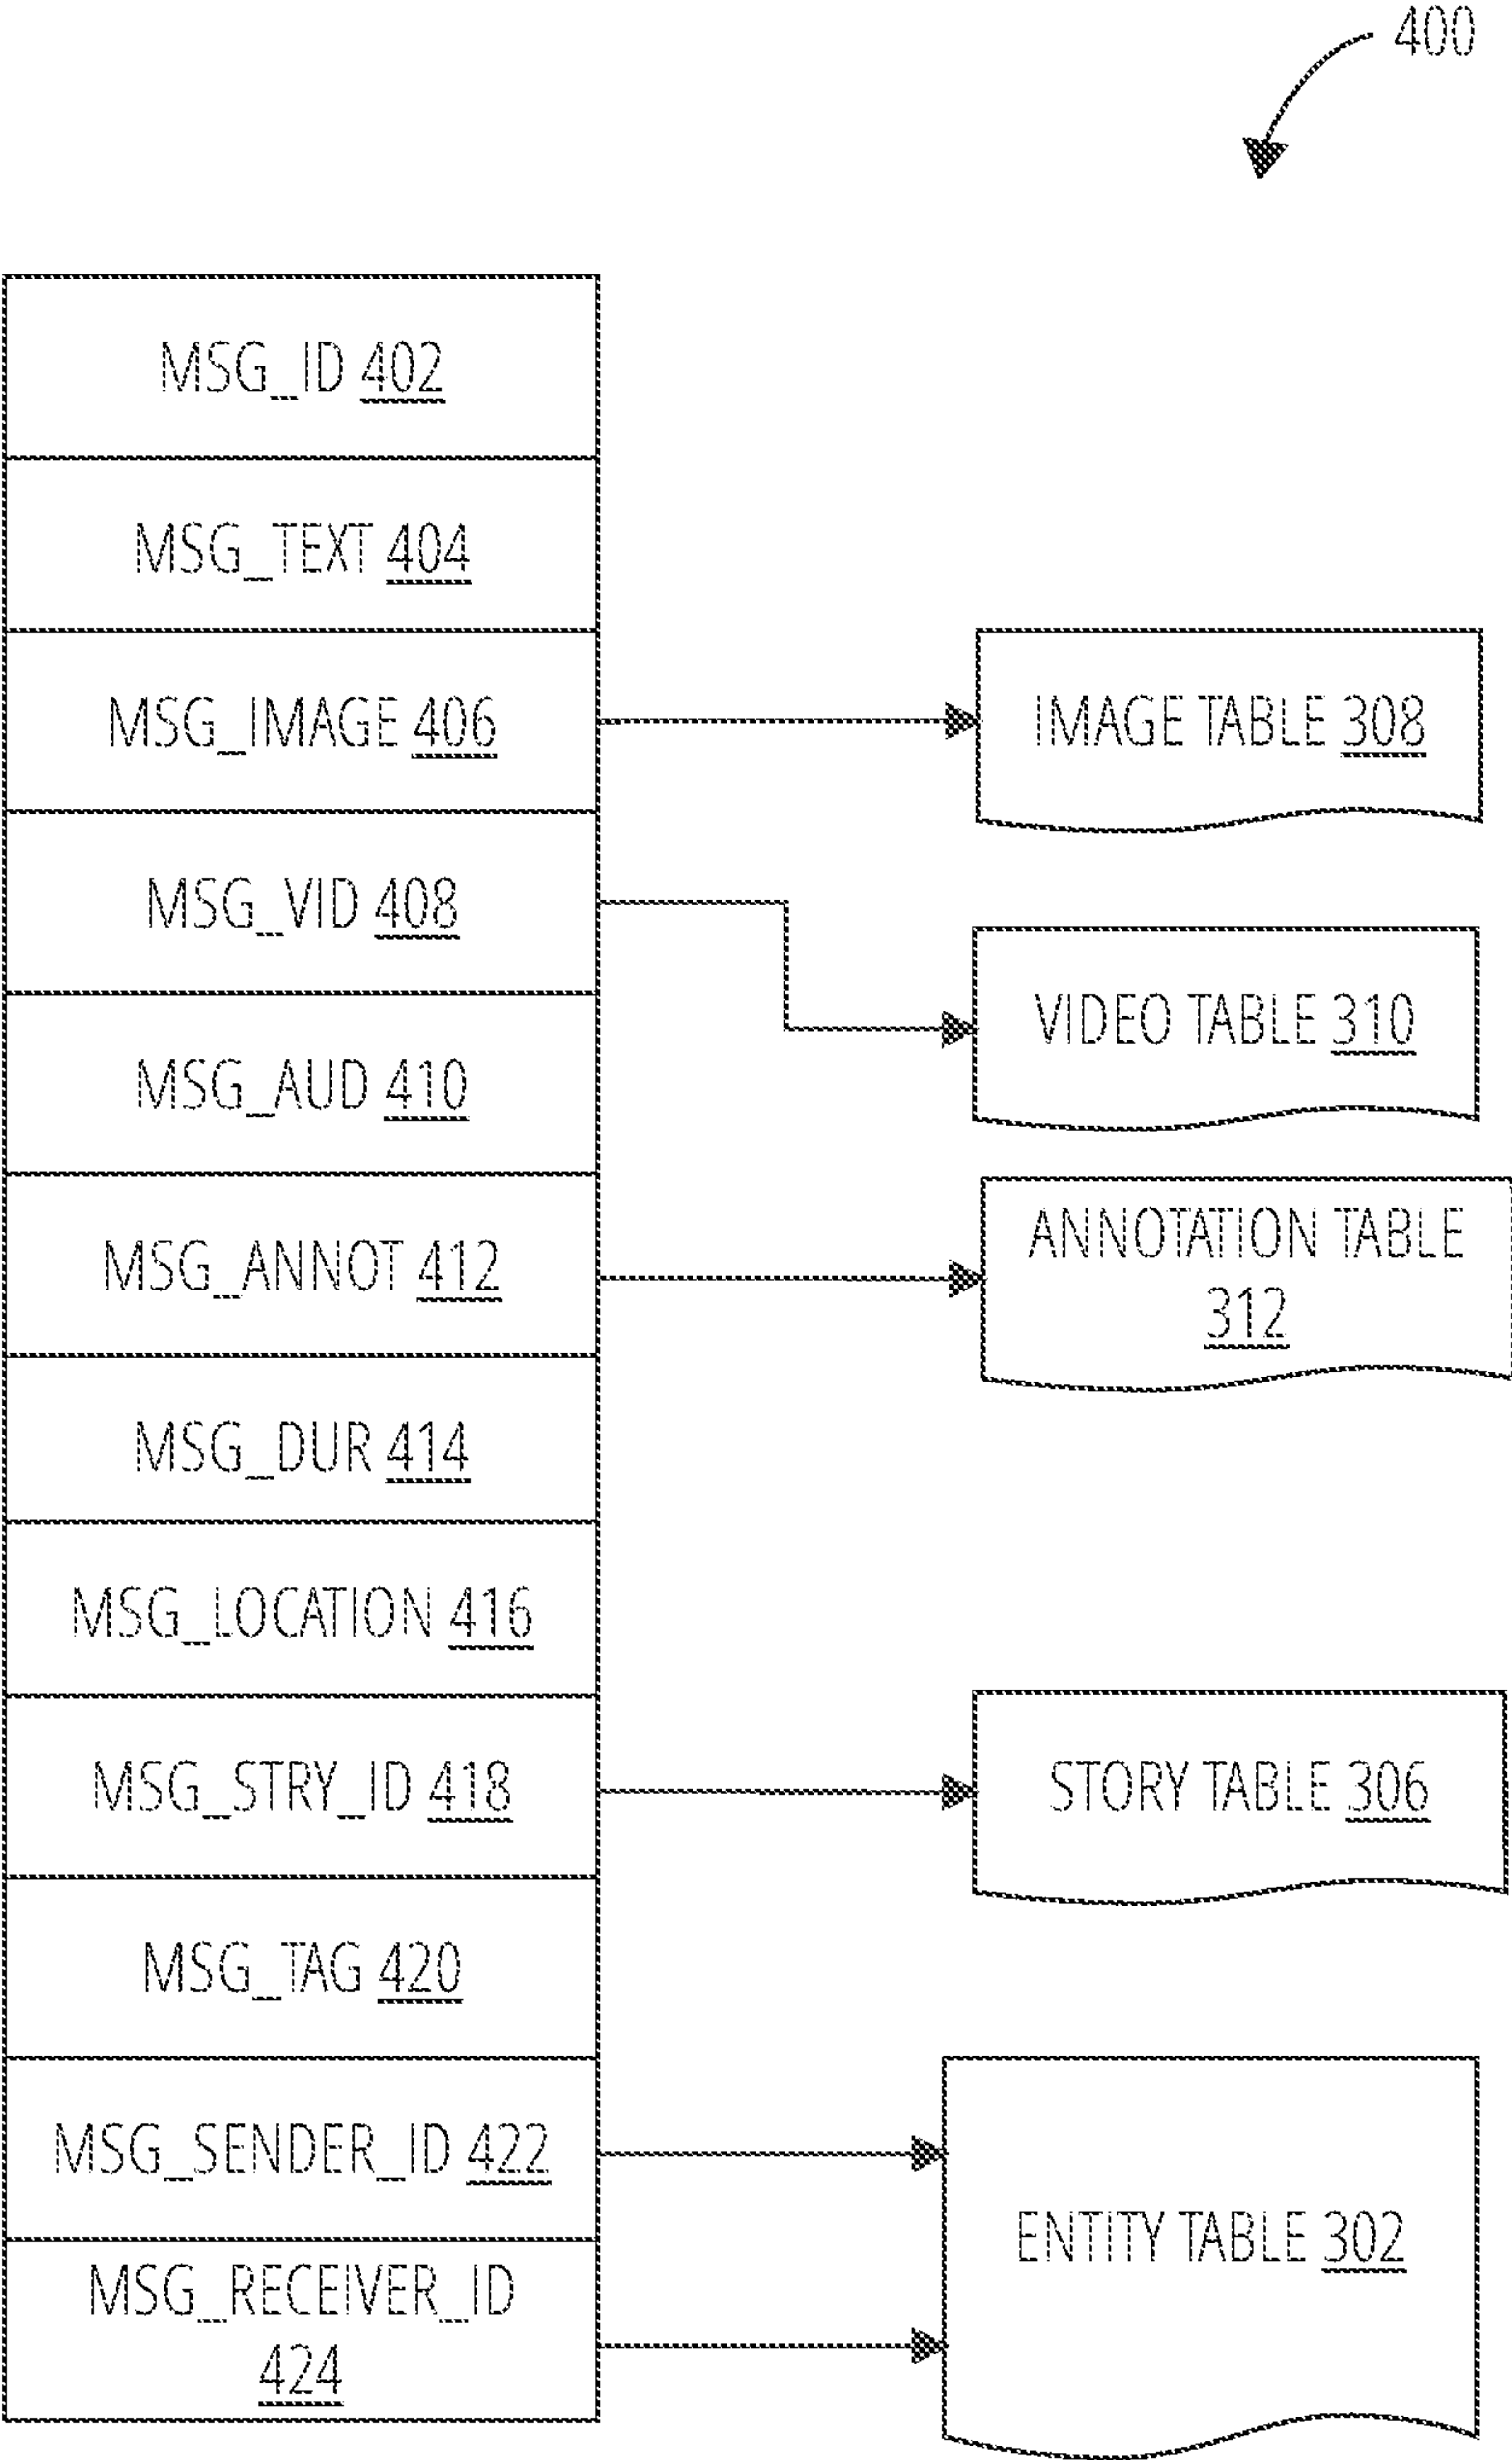 400
MSG_ID 402
MSG_TEXT 404
MSG_IMAGE 406
IMAGE TABLE 308
MSG_VID 408
VIDEO TABLE 310
MSG_AUD 410
MSG_ANNOT 412
ANNOTATION TABLE
312
MSG_DUR 414
MSG_LOCATION 416
MSG_STRY_ID 418
STORY TABLE 306
MSG_TAG 420
MSG_SENDER_ID 422
ENTITY TABLE 302
MSG_RECEIVER_ID
424